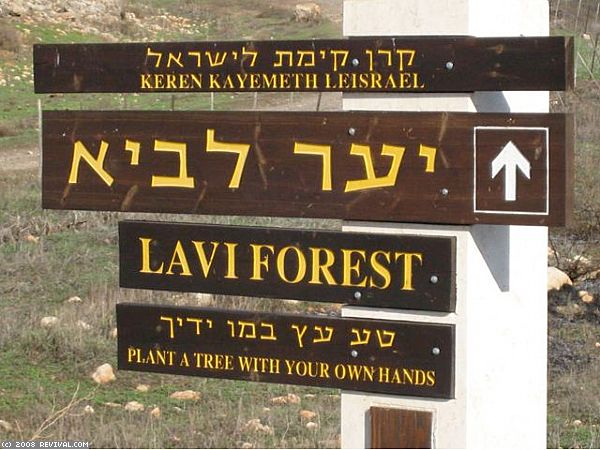 קרן קימת לישראל
KEREN KAYEMETH LEISRAEL
יער לביא
LAVI FOREST
טע עץ במו ידיך
PLANT A TREE WITH YOUR OWN HANDS
(c) 2008 REVIVAL.COM